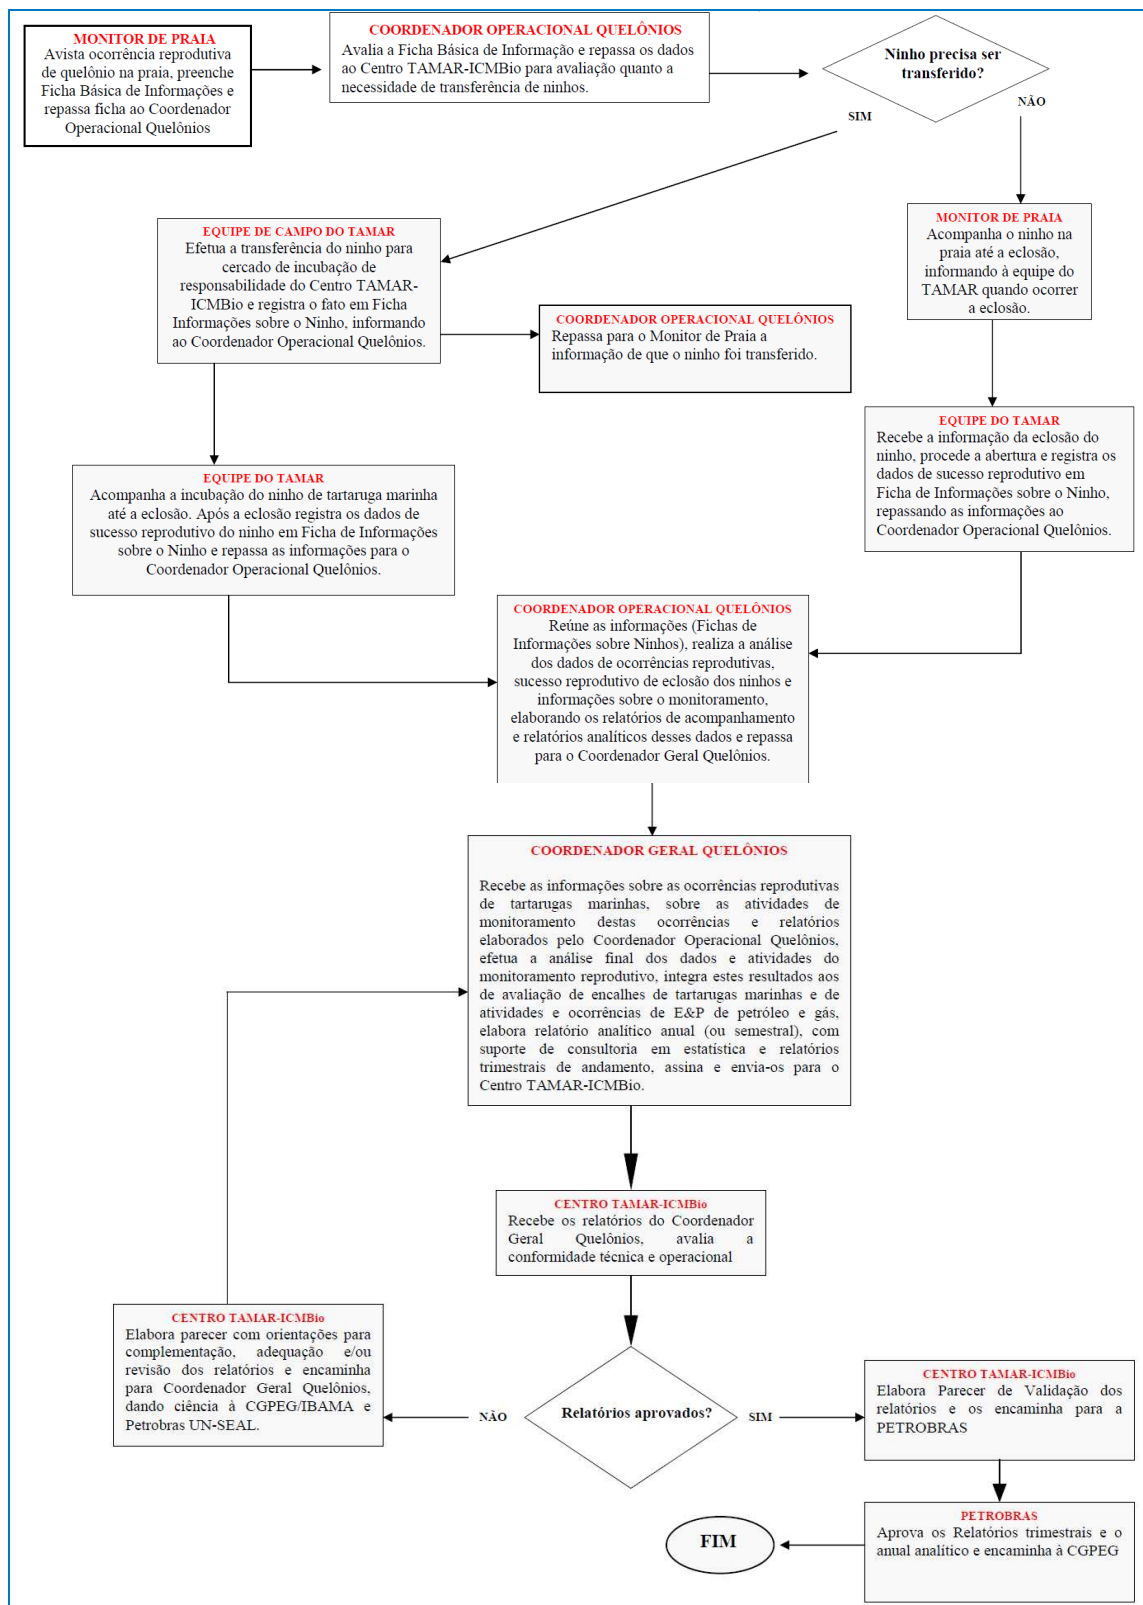 MONITOR DE PRAIA
Avista ocorrência reprodutiva
de quelônio na praia, preenche
Ficha Básica de Informações e
repassa ficha ao Coordenador
Operacional Quelônios
COORDENADOR OPERACIONAL QUELÔNIOS
Avalia a Ficha Básica de Informação e repassa os dados
ao Centro TAMAR-ICMBio para avaliação quanto a
necessidade de transferência de ninhos.
Ninho precisa ser
transferido?
SIM
NÃO
EQUIPE DE CAMPO DO TAMAR
Efetua a transferência do ninho para
cercado de incubação de
responsabilidade do Centro TAMAR-
ICMBio e registra o fato em Ficha
Informações sobre o Ninho, informando
ao Coordenador Operacional Quelônios.
MONITOR DE PRAIA
Acompanha o ninho na
praia até a eclosão,
informando à equipe do
TAMAR quando ocorrer
a eclosão.
COORDENADOR OPERACIONAL QUELÔNIOS
Repassa para o Monitor de Praia a
informação de que o ninho foi transferido.
EQUIPE DO TAMAR
Recebe a informação da eclosão do
ninho, procede a abertura e registra os
dados de sucesso reprodutivo em
Ficha de Informações sobre o Ninho,
repassando as informações ao
Coordenador Operacional Quelônios.
EQUIPE DO TAMAR
Acompanha a incubação do ninho de tartaruga marinha
até a eclosão. Após a eclosão registra os dados de
sucesso reprodutivo do ninho em Ficha de Informações
sobre o Ninho e repassa as informações para o
Coordenador Operacional Quelônios.
COORDENADOR OPERACIONAL QUELÔNIOS
Reúne as informações (Fichas de
Informações sobre Ninhos), realiza a análise
dos dados de ocorrências reprodutivas,
sucesso reprodutivo de eclosão dos ninhos e
informações sobre o monitoramento,
elaborando os relatórios de acompanhamento
e relatórios analíticos desses dados e repassa
para o Coordenador Geral Quelônios.
COORDENADOR GERAL QUELÔNIOS
Recebe as informações sobre as ocorrências reprodutivas
de tartarugas marinhas, sobre as atividades de
monitoramento destas ocorrências e relatórios
elaborados pelo Coordenador Operacional Quelônios,
efetua a análise final dos dados e atividades do
monitoramento reprodutivo, integra estes resultados aos
de avaliação de encalhes de tartarugas marinhas e de
atividades e ocorrências de E&P de petróleo e gás,
elabora relatório analítico anual (ou semestral), com
suporte de consultoria em estatística e relatórios
trimestrais de andamento, assina e envia-os para o
Centro TAMAR-ICMBio.
CENTRO TAMAR-ICMBio
Recebe os relatórios do Coordenador
Geral Quelônios, avalia a
conformidade técnica e operacional
CENTRO TAMAR-ICMBio
Elabora parecer com orientações para
complementação, adequação e/ou
revisão dos relatórios e encaminha
para Coordenador Geral Quelônios,
dando ciência à CGPEG/IBAMA e
Petrobras UN-SEAL.
NÃO
Relatórios aprovados?
SIM
CENTRO TAMAR-ICMBio
Elabora Parecer de Validação dos
relatórios e os encaminha para a
PETROBRAS
PETROBRAS
Aprova os Relatórios trimestrais e o
anual analítico e encaminha à CGPEG
FIM